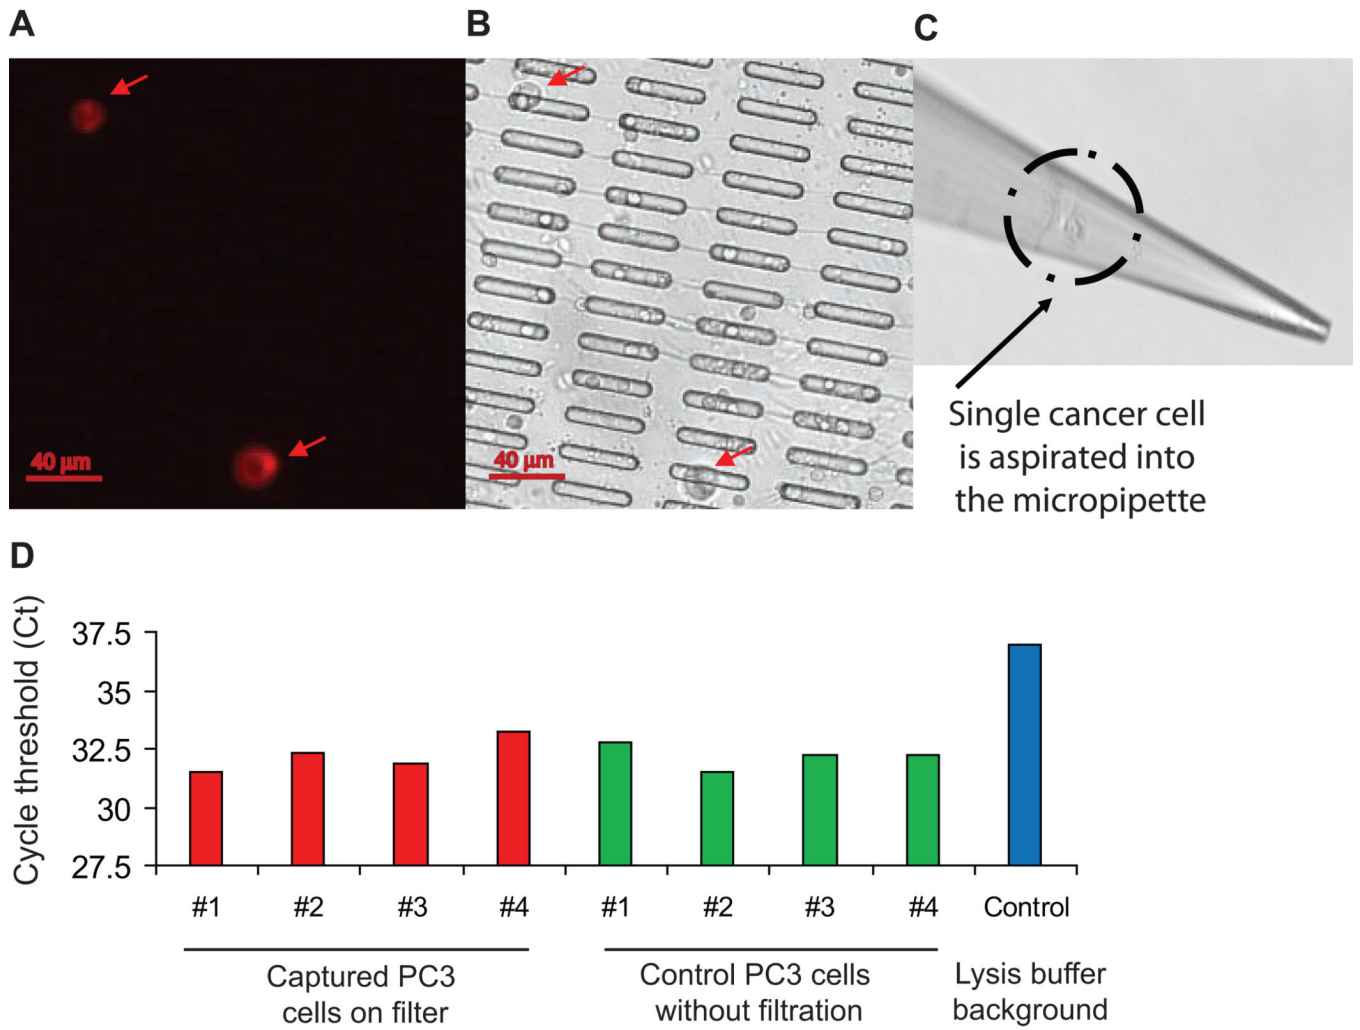 A
B
C
40 µm
40 µm
Single cancer cell
is aspirated into
the micropipette
D
Cycle threshold (Ct)
37.5
35
32.5
30
27.5
#1 #2 #3 #4 #1 #2 #3 #4 Control
Captured PC3
cells on filter
Control PC3 cells
without filtration
Lysis buffer
background